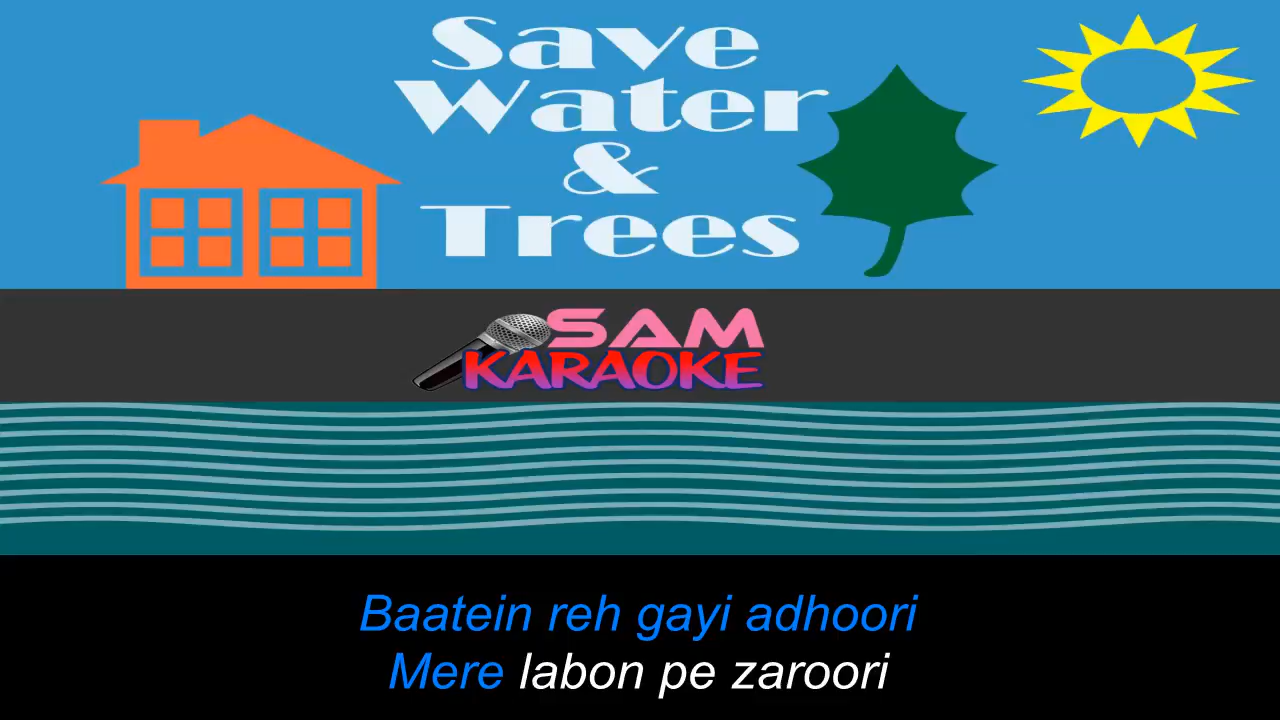 Save
Water
&
Trees
SAM
KARAOKE
Baatein reh gayi adhoori
Mere labon pe zaroori